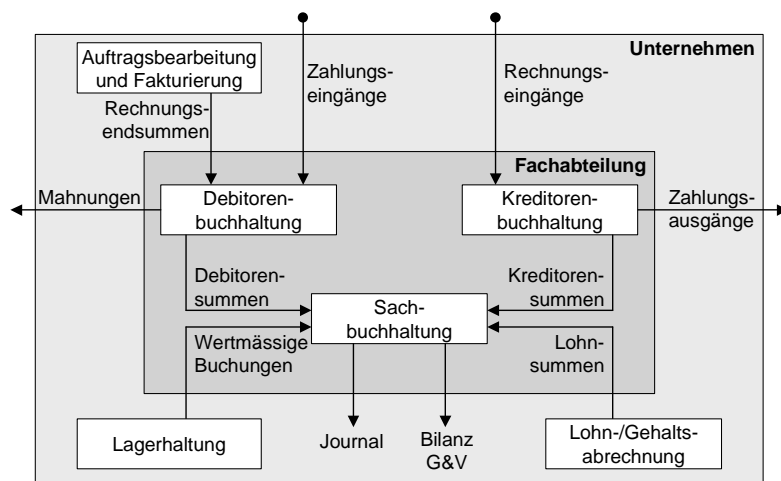 Unternehmen
Auftragsbearbeitung
und Fakturierung
Zahlungs-
eingänge
Rechnungs-
eingänge
Rechnungs-
endsummen
Fachabteilung
Mahnungen
Debitoren-
buchhaltung
Kreditoren-
buchhaltung
Zahlungs-
ausgänge
Debitoren-
summen
Kreditoren-
summen
Sach-
buchhaltung
Wertmässige
Buchungen
Lohn-
summen
Lagerhaltung
Journal
Bilanz
G&V
Lohn-/Gehalts-
abrechnung